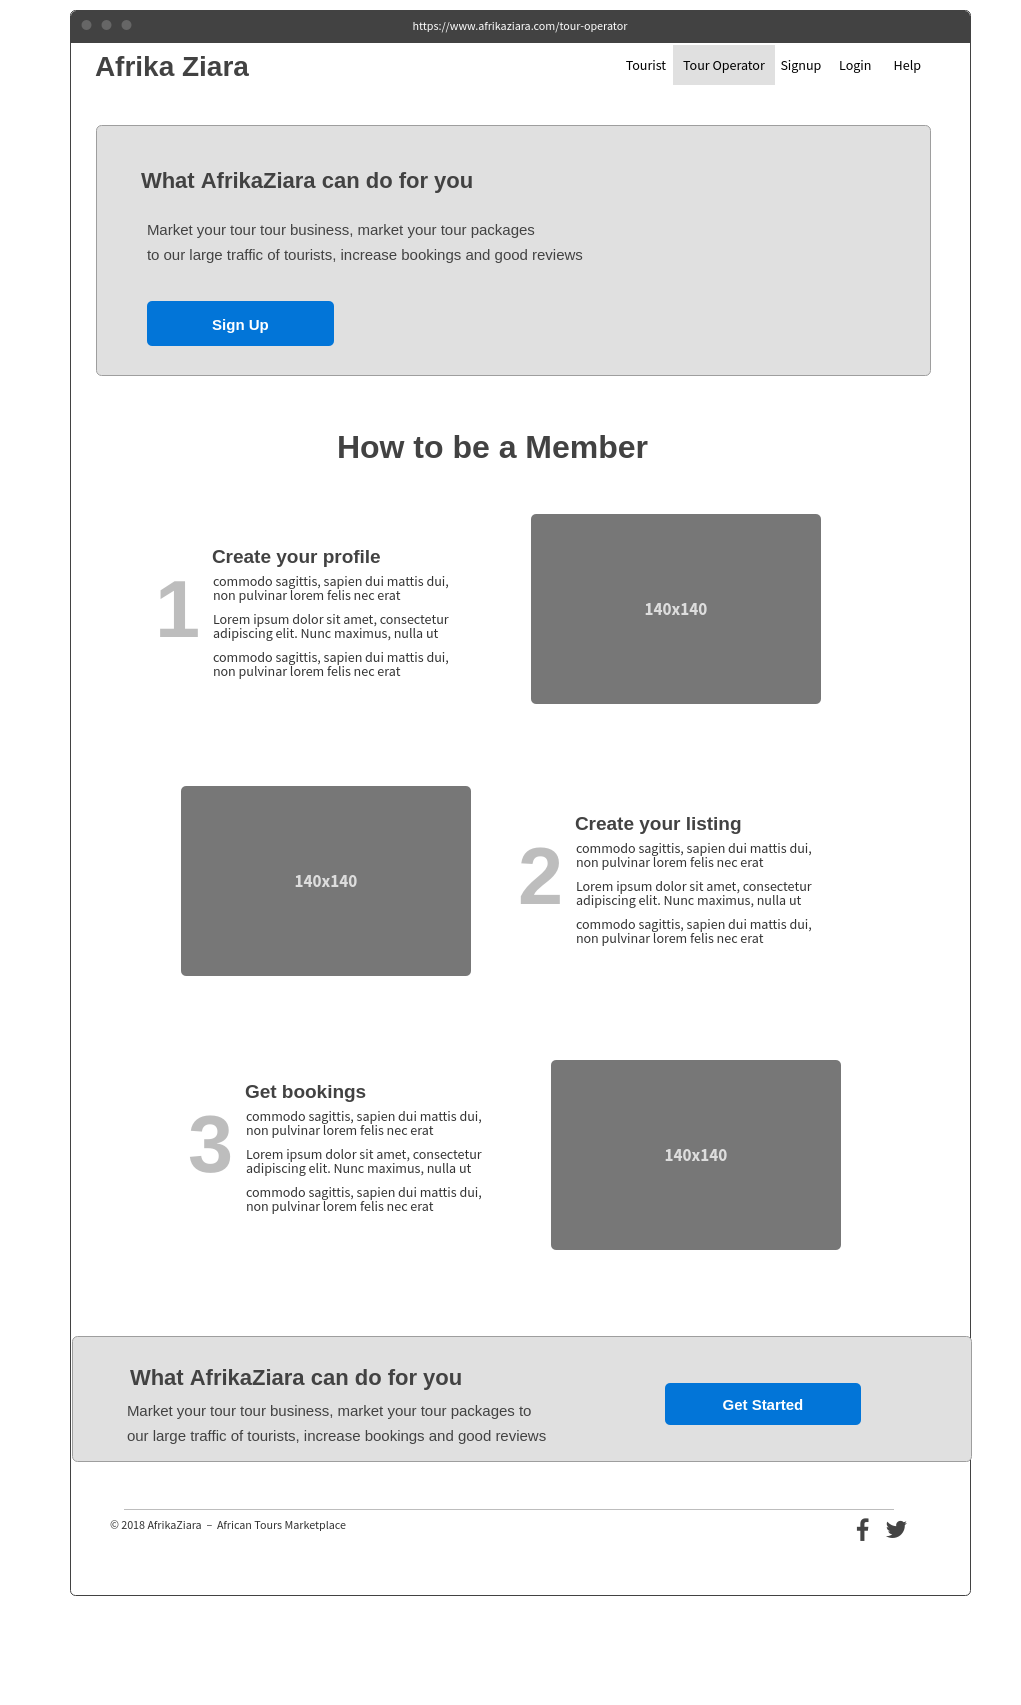 https://www.afrikaziara.com/tour-operator
Afrika Ziara
Tourist Tour Operator Signup Login Help
What AfrikaZiara can do for you
Market your tour tour business, market your tour packages
to our large traffic of tourists, increase bookings and good reviews
Sign Up
How to be a Member
1
Create your profile
commodo sagittis, sapien dui mattis dui,
non pulvinar lorem felis nec erat
Lorem ipsum dolor sit amet, consectetur
adipiscing elit. Nunc maximus, nulla ut
commodo sagittis, sapien dui mattis dui,
non pulvinar lorem felis nec erat
140x140
140x140
2
Create your listing
commodo sagittis, sapien dui mattis dui,
non pulvinar lorem felis nec erat
Lorem ipsum dolor sit amet, consectetur
adipiscing elit. Nunc maximus, nulla ut
commodo sagittis, sapien dui mattis dui,
non pulvinar lorem felis nec erat
3
Get bookings
commodo sagittis, sapien dui mattis dui,
non pulvinar lorem felis nec erat
Lorem ipsum dolor sit amet, consectetur
adipiscing elit. Nunc maximus, nulla ut
commodo sagittis, sapien dui mattis dui,
non pulvinar lorem felis nec erat
140x140
What AfrikaZiara can do for you
Market your tour tour business, market your tour packages to
our large traffic of tourists, increase bookings and good reviews
Get Started
© 2018 AfrikaZiara – African Tours Marketplace